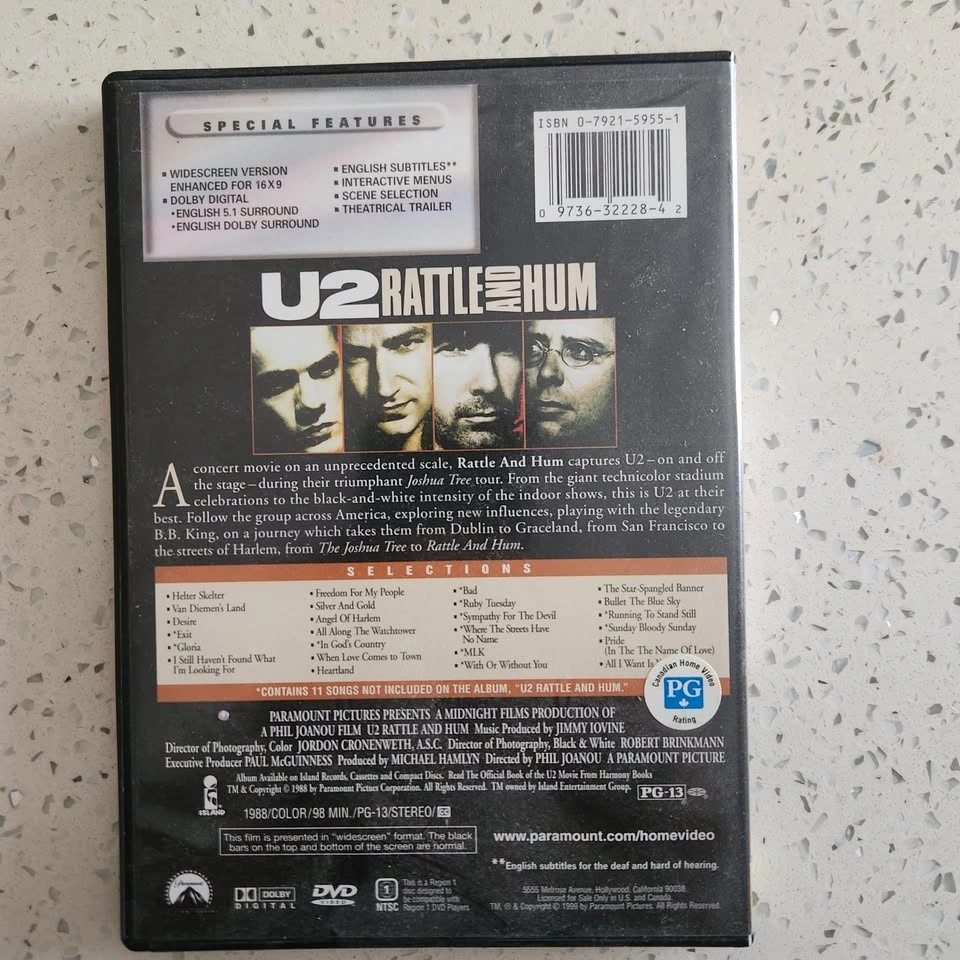 SPECIAL FEATURES
▪ WIDESCREEN VERSION
ENHANCED FOR 16X9
▪ DOLBY DIGITAL
•ENGLISH 5.1 SURROUND
•ENGLISH DOLBY SURROUND
▪ ENGLISH SUBTITLES**
▪ INTERACTIVE MENUS
▪ SCENE SELECTION
▪ THEATRICAL TRAILER
ISBN 0-7921-5955-1
0 9736-32228-4 2
U2 RATTLE AND HUM
A concert movie on an unprecedented scale, Rattle And Hum captures U2–on and off
the stage–during their triumphant Joshua Tree tour. From the giant technicolor stadium
celebrations to the black-and-white intensity of the indoor shows, this is U2 at their
best. Follow the group across America, exploring new influences, playing with the legendary
B.B. King, on a journey which takes them from Dublin to Graceland, from San Francisco to
the streets of Harlem, from The Joshua Tree to Rattle And Hum.
SELECTIONS
▪ Helter Skelter
▪ Van Diemen's Land
▪ Desire
▪ *Exit
▪ *Gloria
▪ I Still Haven't Found What
I'm Looking For
▪ Freedom For My People
▪ Silver And Gold
▪ Angel Of Harlem
▪ All Along The Watchtower
▪ *In God's Country
▪ When Love Comes to Town
▪ Heartland
▪ *Bad
▪ *Ruby Tuesday
▪ *Sympathy For The Devil
▪ *Where The Streets Have
No Name
▪ *MLK
▪ *With Or Without You
▪ The Star-Spangled Banner
▪ Bullet The Blue Sky
▪ *Running To Stand Still
▪ *Sunday Bloody Sunday
▪ Pride
(In The The Name Of Love)
▪ All I Want Is
*CONTAINS 11 SONGS NOT INCLUDED ON THE ALBUM, "U2 RATTLE AND HUM."
Canadian Home Video
PG
Rating
PARAMOUNT PICTURES PRESENTS A MIDNIGHT FILMS PRODUCTION OF
A PHIL JOANOU FILM U2 RATTLE AND HUM Music Produced by JIMMY IOVINE
Director of Photography, Color JORDON CRONENWETH, A.S.C. Director of Photography, Black & White ROBERT BRINKMANN
Executive Producer PAUL McGUINNESS Produced by MICHAEL HAMLYN Directed by PHIL JOANOU A PARAMOUNT PICTURE
Album Available on Island Records, Cassettes and Compact Discs. Read The Official Book of the U2 Movie From Harmony Books
TM & Copyright © 1988 by Paramount Pictures Corporation. All Rights Reserved. TM owned by Island Entertainment Group.
PG-13
ISLAND
1988/COLOR/98 MIN./PG-13/STEREO/CC
This film is presented in "widescreen" format. The black
bars on the top and bottom of the screen are normal.
www.paramount.com/homevideo
**English subtitles for the deaf and hard of hearing.
Paramount
DOLBY
DIGITAL
DVD
VIDEO
1
NTSC
This is a Region 1
disc designed to
be compatible with
Region 1 DVD Players.
5555 Melrose Avenue, Hollywood, California 90038.
Licensed for Sale Only in U.S. and Canada.
TM, ® & Copyright © 1999 by Paramount Pictures. All Rights Reserved.